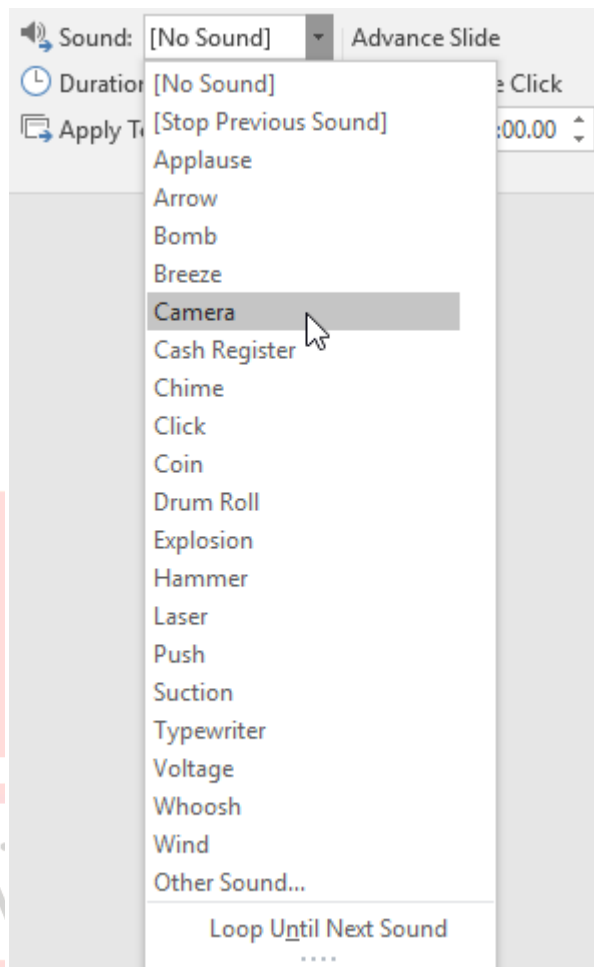 Sound: [No Sound] Advance Slide
Duration [No Sound] e Click
Apply To [Stop Previous Sound] :00.00
Applause
Arrow
Bomb
Breeze
Camera
Cash Register
Chime
Click
Coin
Drum Roll
Explosion
Hammer
Laser
Push
Suction
Typewriter
Voltage
Whoosh
Wind
Other Sound...
Loop Until Next Sound